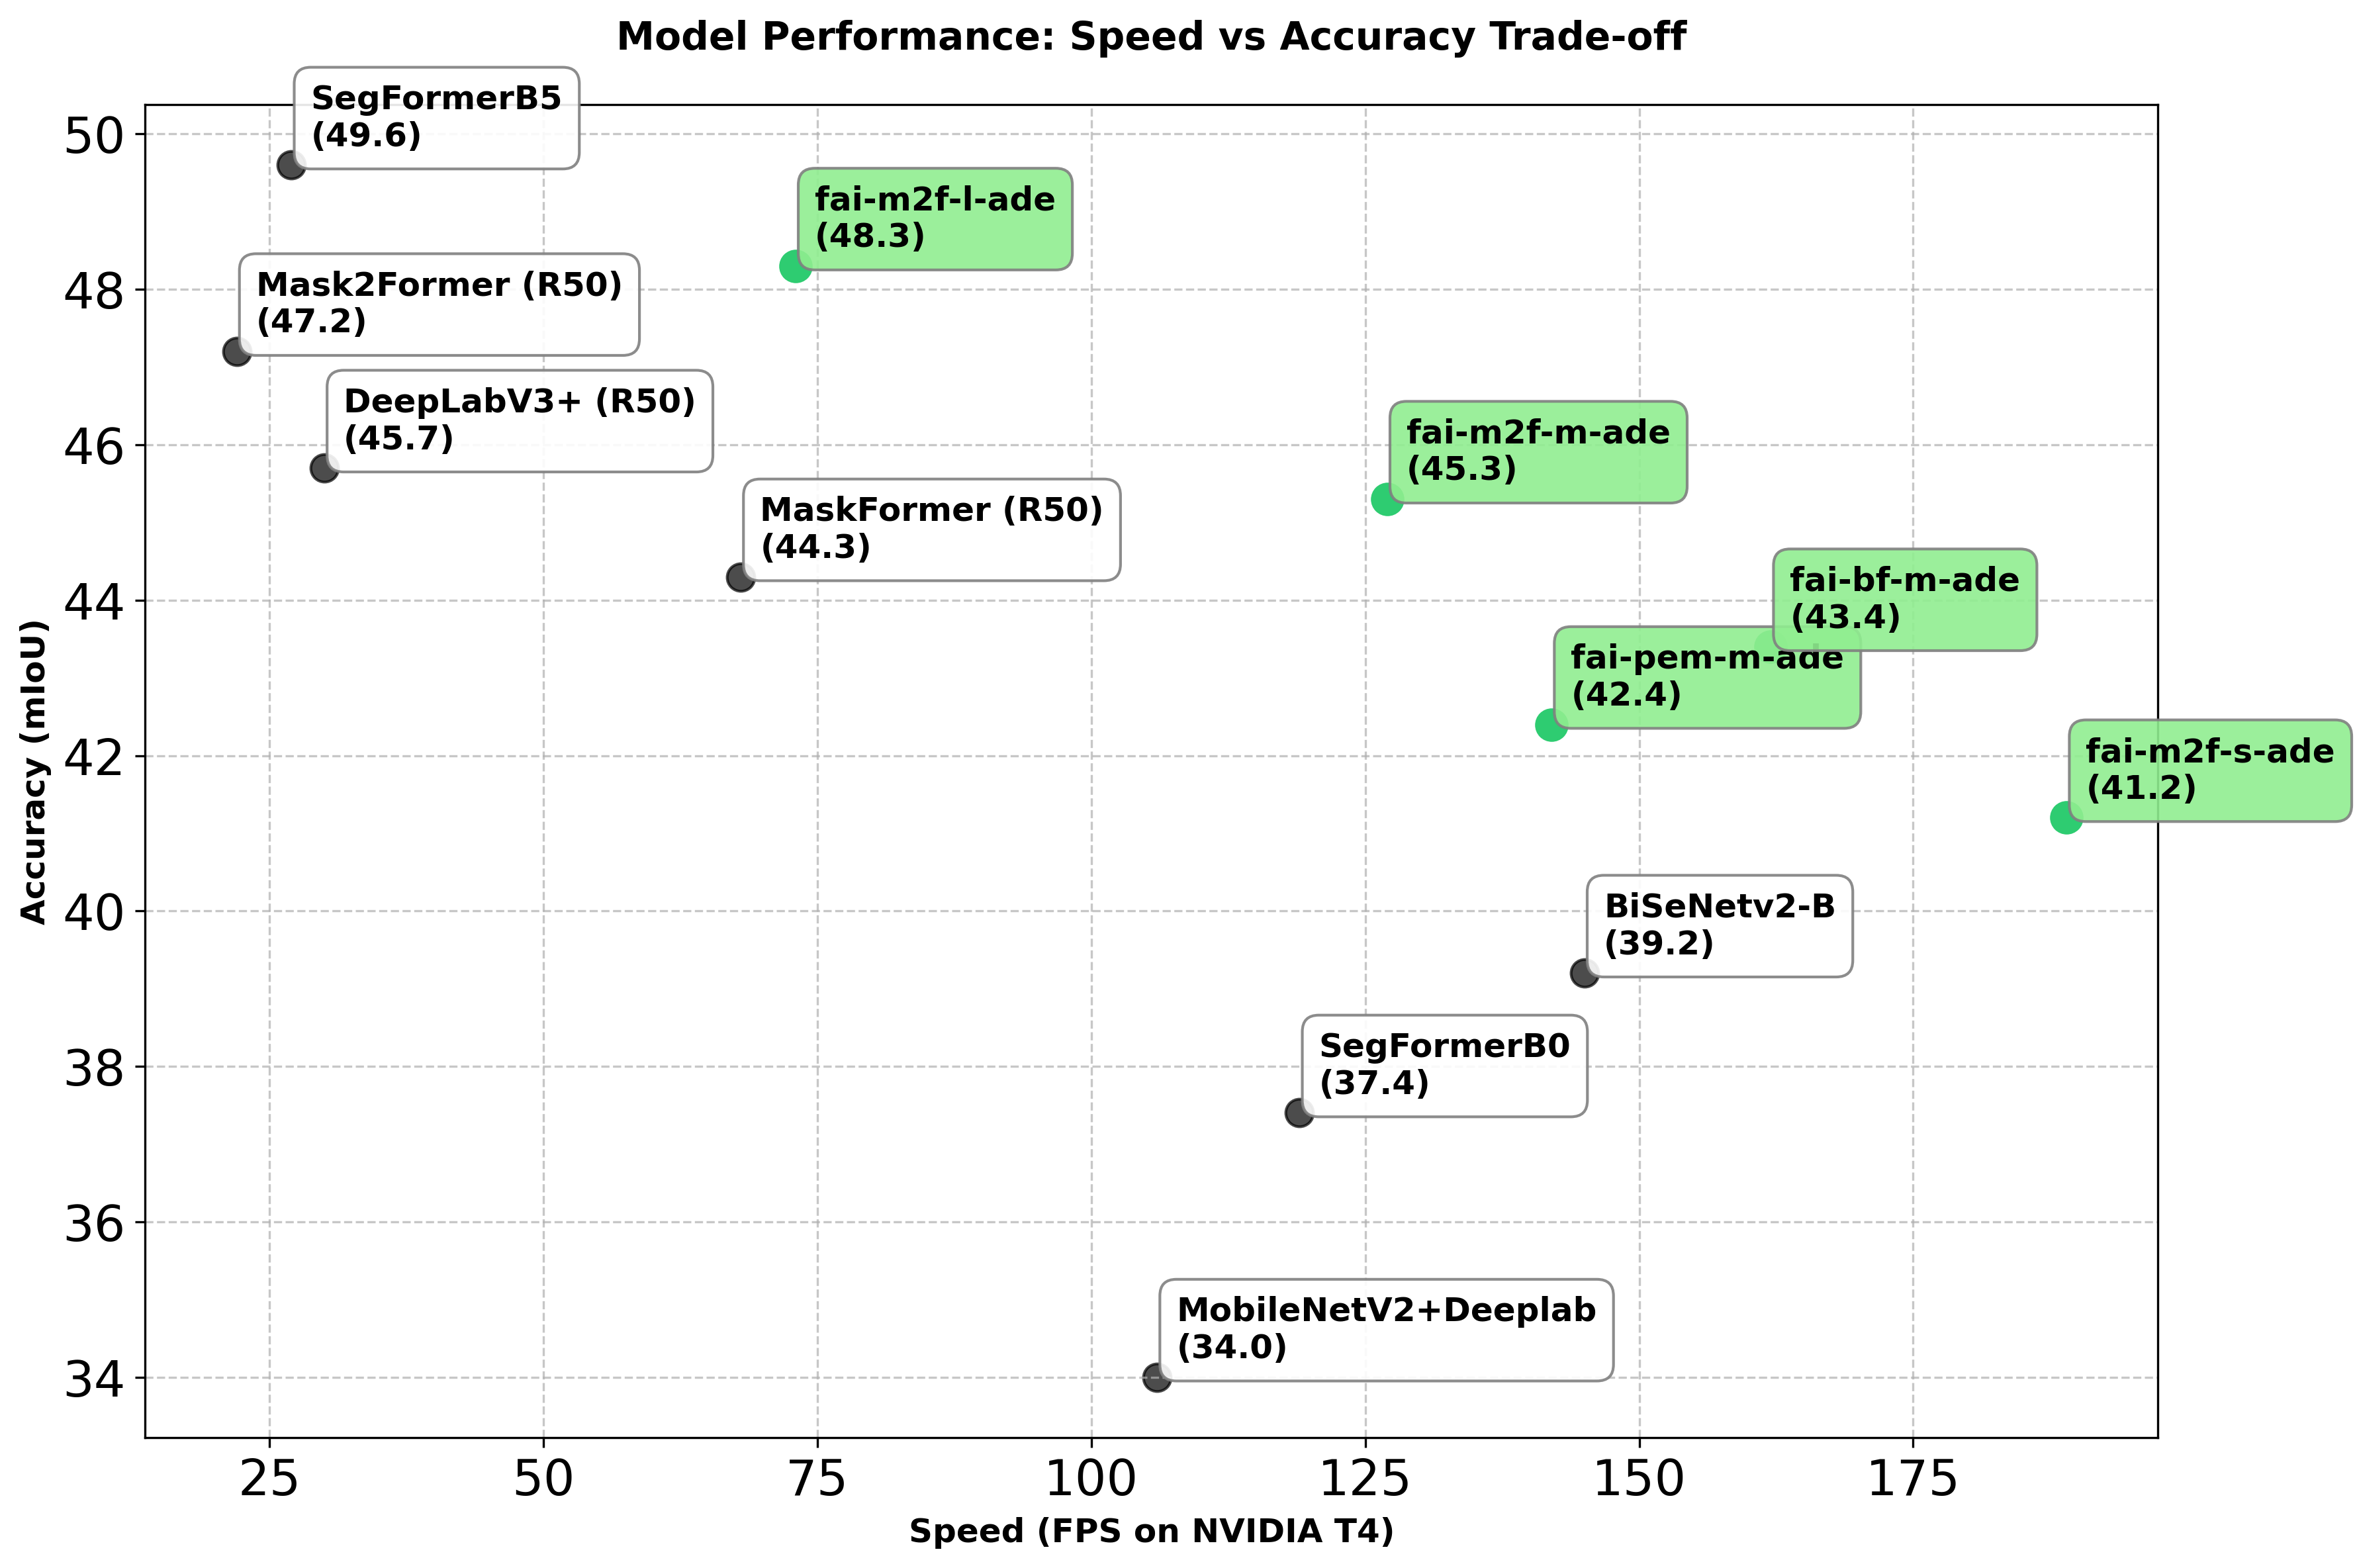 Model Performance: Speed vs Accuracy Trade-off
SegFormerB5
(49.6)
fai-m2f-l-ade
(48.3)
Mask2Former (R50)
(47.2)
DeepLabV3+ (R50)
(45.7)
fai-m2f-m-ade
(45.3)
MaskFormer (R50)
(44.3)
fai-bf-m-ade
(43.4)
fai-pem-m-ade
(42.4)
fai-m2f-s-ade
(41.2)
BiSeNetv2-B
(39.2)
SegFormerB0
(37.4)
MobileNetV2+Deeplab
(34.0)
Accuracy (mIoU)
50
48
46
44
42
40
38
36
34
25
50
75
100
125
150
175
Speed (FPS on NVIDIA T4)